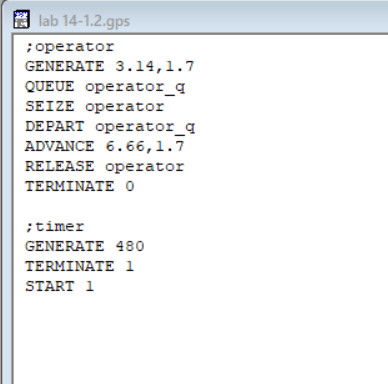 lab 14-1.2.gps
;operator
GENERATE 3.14,1.7
QUEUE operator_q
SEIZE operator
DEPART operator_q
ADVANCE 6.66,1.7
RELEASE operator
TERMINATE 0
;timer
GENERATE 480
TERMINATE 1
START 1